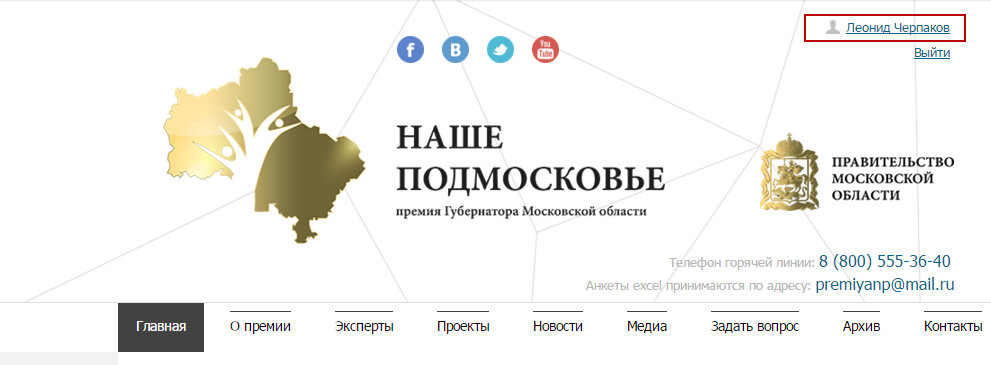 Леонид Черпаков
Выйти
f
В
You
Tube
НАШЕ
ПОДМОСКОВЬЕ
премия Губернатора Московской области
ПРАВИТЕЛЬСТВО
МОСКОВСКОЙ
ОБЛАСТИ
Телефон горячей линии: 8 (800) 555-36-40
Анкеты excel принимаются по адресу: premiyanp@mail.ru
Главная О премии Эксперты Проекты Новости Медиа Задать вопрос Архив Контакты